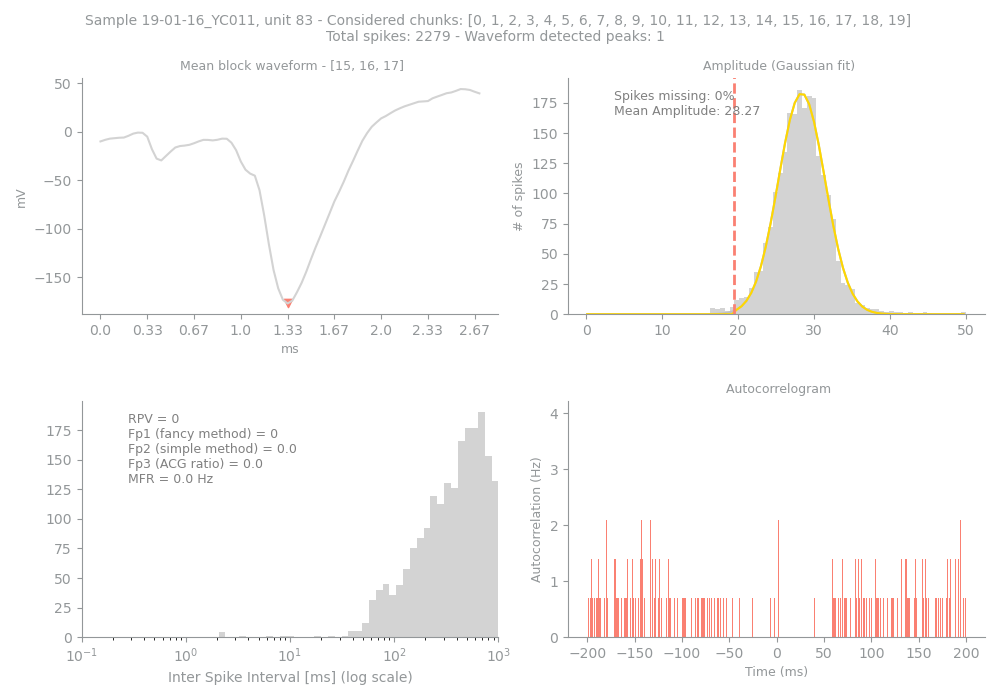 Sample 19-01-16_YC011, unit 83 - Considered chunks: [0, 1, 2, 3, 4, 5, 6, 7, 8, 9, 10, 11, 12, 13, 14, 15, 16, 17, 18, 19]
Total spikes: 2279 - Waveform detected peaks: 1
Mean block waveform - [15, 16, 17]
50
0
−50
−100
−150
mV
0.0 0.33 0.67 1.0 1.33 1.67 2.0 2.33 2.67
ms
Amplitude (Gaussian fit)
Spikes missing: 0%
Mean Amplitude: 28.27
175
150
125
100
75
50
25
0
# of spikes
0 10 20 30 40 50
RPV = 0
Fp1 (fancy method) = 0
Fp2 (simple method) = 0.0
Fp3 (ACG ratio) = 0.0
MFR = 0.0 Hz
175
150
125
100
75
50
25
0
10⁻¹ 10⁰ 10¹ 10² 10³
Inter Spike Interval [ms] (log scale)
Autocorrelogram
4
3
2
1
0
Autocorrelation (Hz)
−200 −150 −100 −50 0 50 100 150 200
Time (ms)